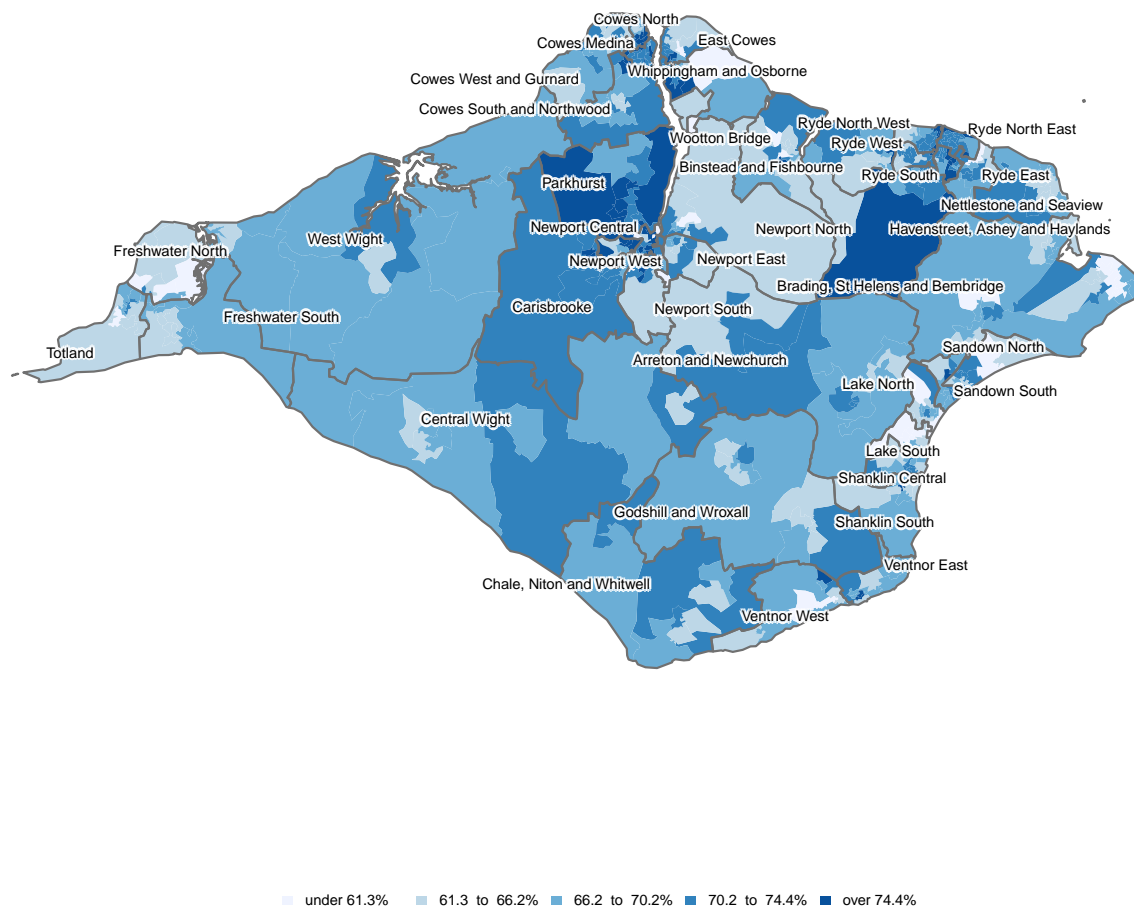 Cowes North
East Cowes
Cowes Medina
Whippingham and Osborne
Cowes West and Gurnard
Cowes South and Northwood
Ryde North West
Ryde North East
Wootton Bridge
Ryde West
Binstead and Fishbourne
Ryde South
Ryde East
Parkhurst
Nettlestone and Seaview
Newport Central
Newport North
Havenstreet, Ashey and Haylands
West Wight
Freshwater North
Newport West
Newport East
Brading, St Helens and Bembridge
Carisbrooke
Newport South
Freshwater South
Totland
Sandown North
Arreton and Newchurch
Lake North
Sandown South
Central Wight
Lake South
Shanklin Central
Godshill and Wroxall
Shanklin South
Ventnor East
Chale, Niton and Whitwell
Ventnor West
under 61.3% 61.3 to 66.2% 66.2 to 70.2% 70.2 to 74.4% over 74.4%